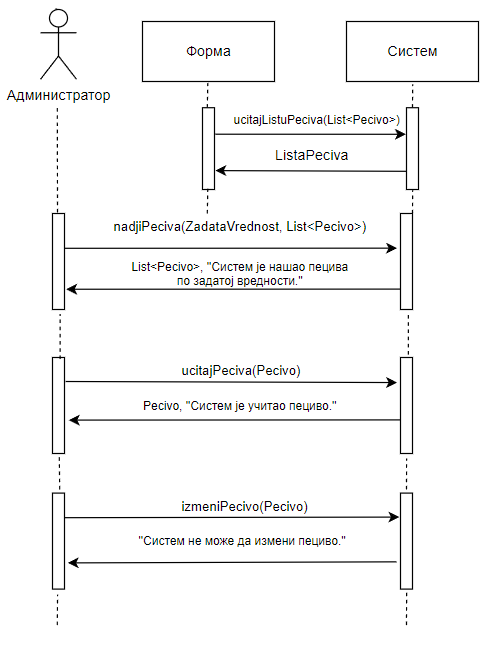 Форма
Систем
Администратор
ucitajListuPeciva(List<Pecivo>)
ListaPeciva
nadjiPeciva(ZadataVrednost, List<Pecivo>)
List<Pecivo>, "Систем је нашао пецива
по задатој вредности."
ucitajPeciva(Pecivo)
Pecivo, "Систем је учитао пециво."
izmeniPecivo(Pecivo)
"Систем не може да измени пециво."